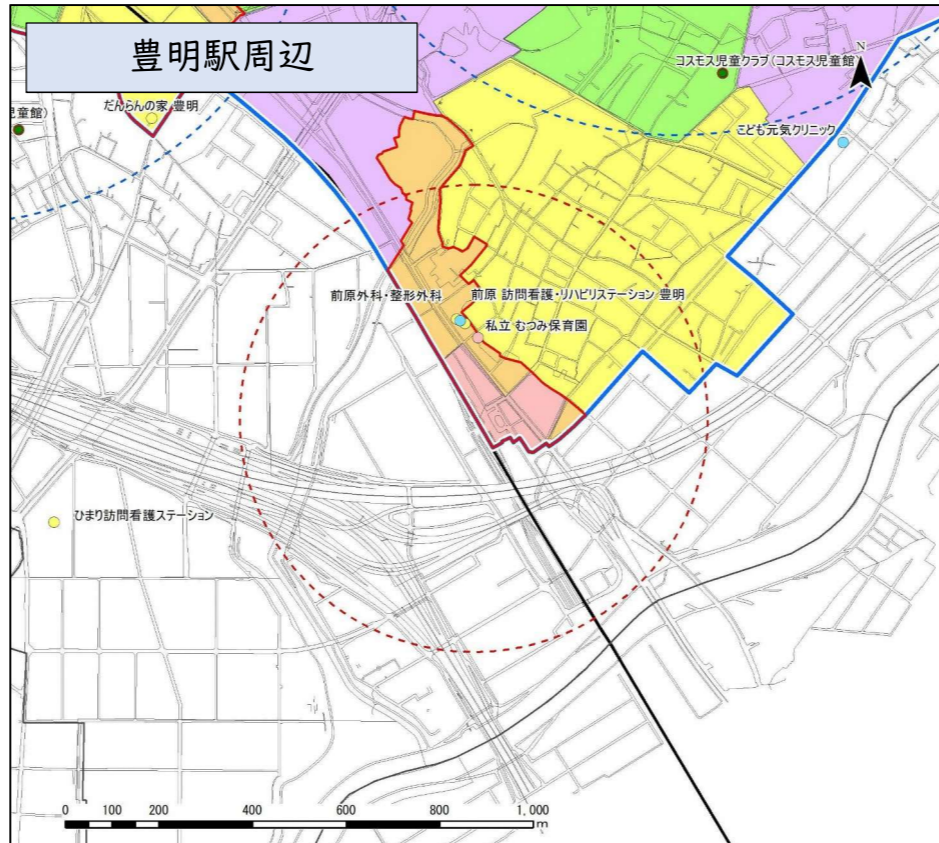 豊明駅周辺
コスモス児童クラブ(コスモス児童館
N
だんらんの家 豊明
児童館)
こども元気クリニック
前原外科・整形外科
前原 訪問看護・リハビリステーション 豊明
私立 むつみ保育園
ひまり訪問看護ステーション
0 100 200 400 600 800 1,000
m